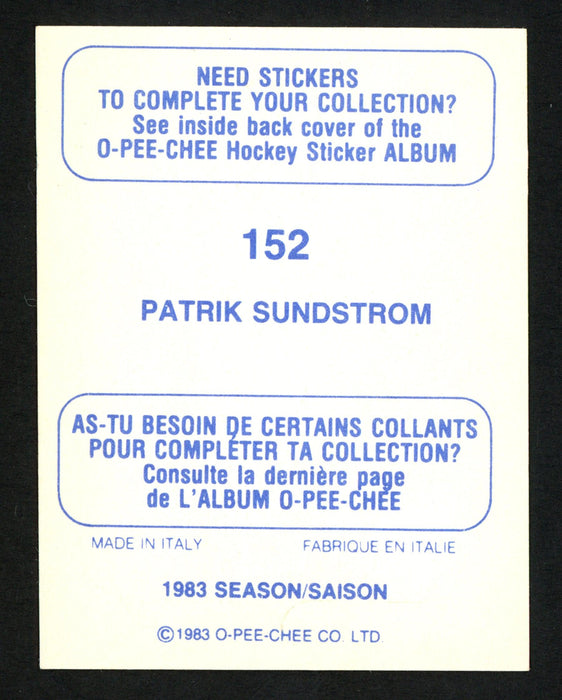 NEED STICKERS
TO COMPLETE YOUR COLLECTION?
See inside back cover of the
O-PEE-CHEE Hockey Sticker ALBUM
152
PATRIK SUNDSTROM
AS-TU BESOIN DE CERTAINS COLLANTS
POUR COMPLÉTER TA COLLECTION?
Consulte la dernière page
de L'ALBUM O-PEE-CHÉE
MADE IN ITALY
FABRIQUE EN ITALIE
1983 SEASON/SAISON
©1983 O-PEE-CHEE CO. LTD.